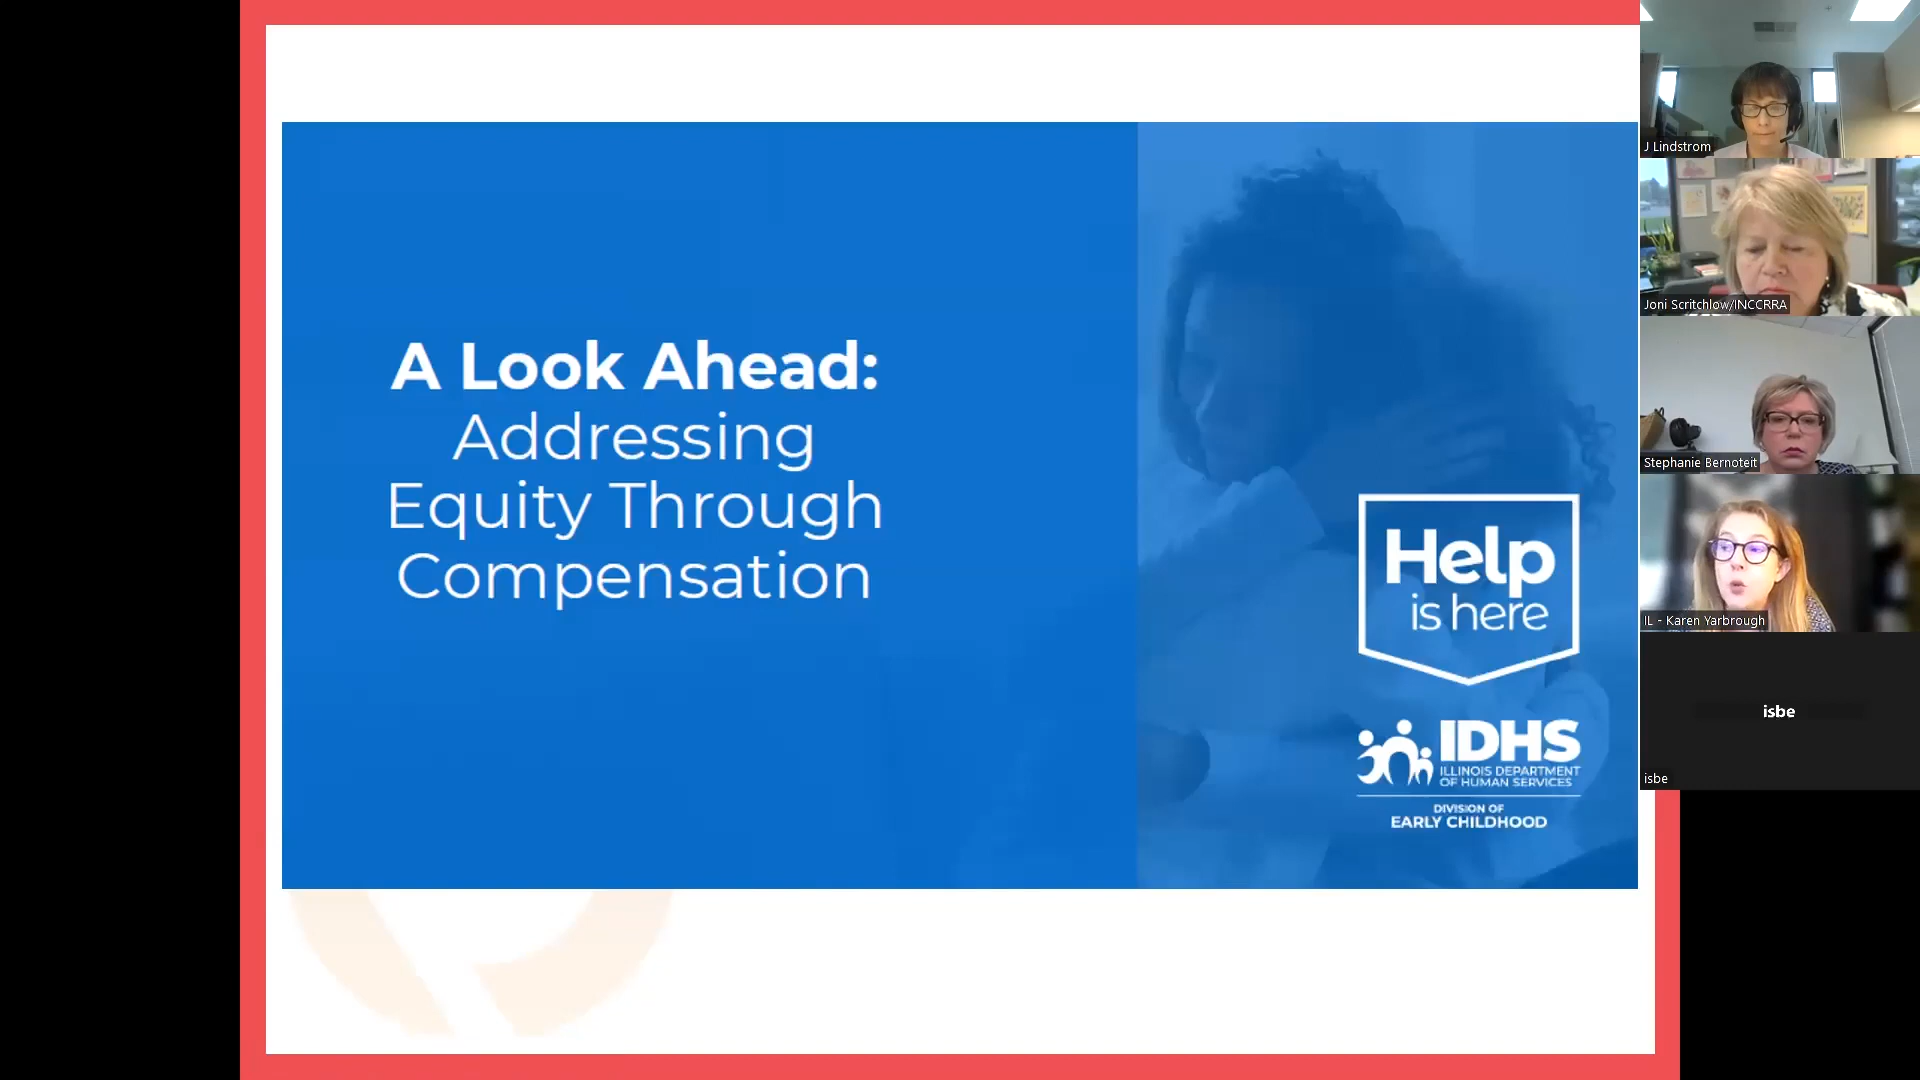 A Look Ahead:
Addressing
Equity Through
Compensation
Help
is here
IDHS
ILLINOIS DEPARTMENT
OF HUMAN SERVICES
DIVISION OF
EARLY CHILDHOOD
J Lindstrom
Joni Scritchlow/INCCRRA
Stephanie Bernoteit
IL - Karen Yarbrough
isbe
isbe